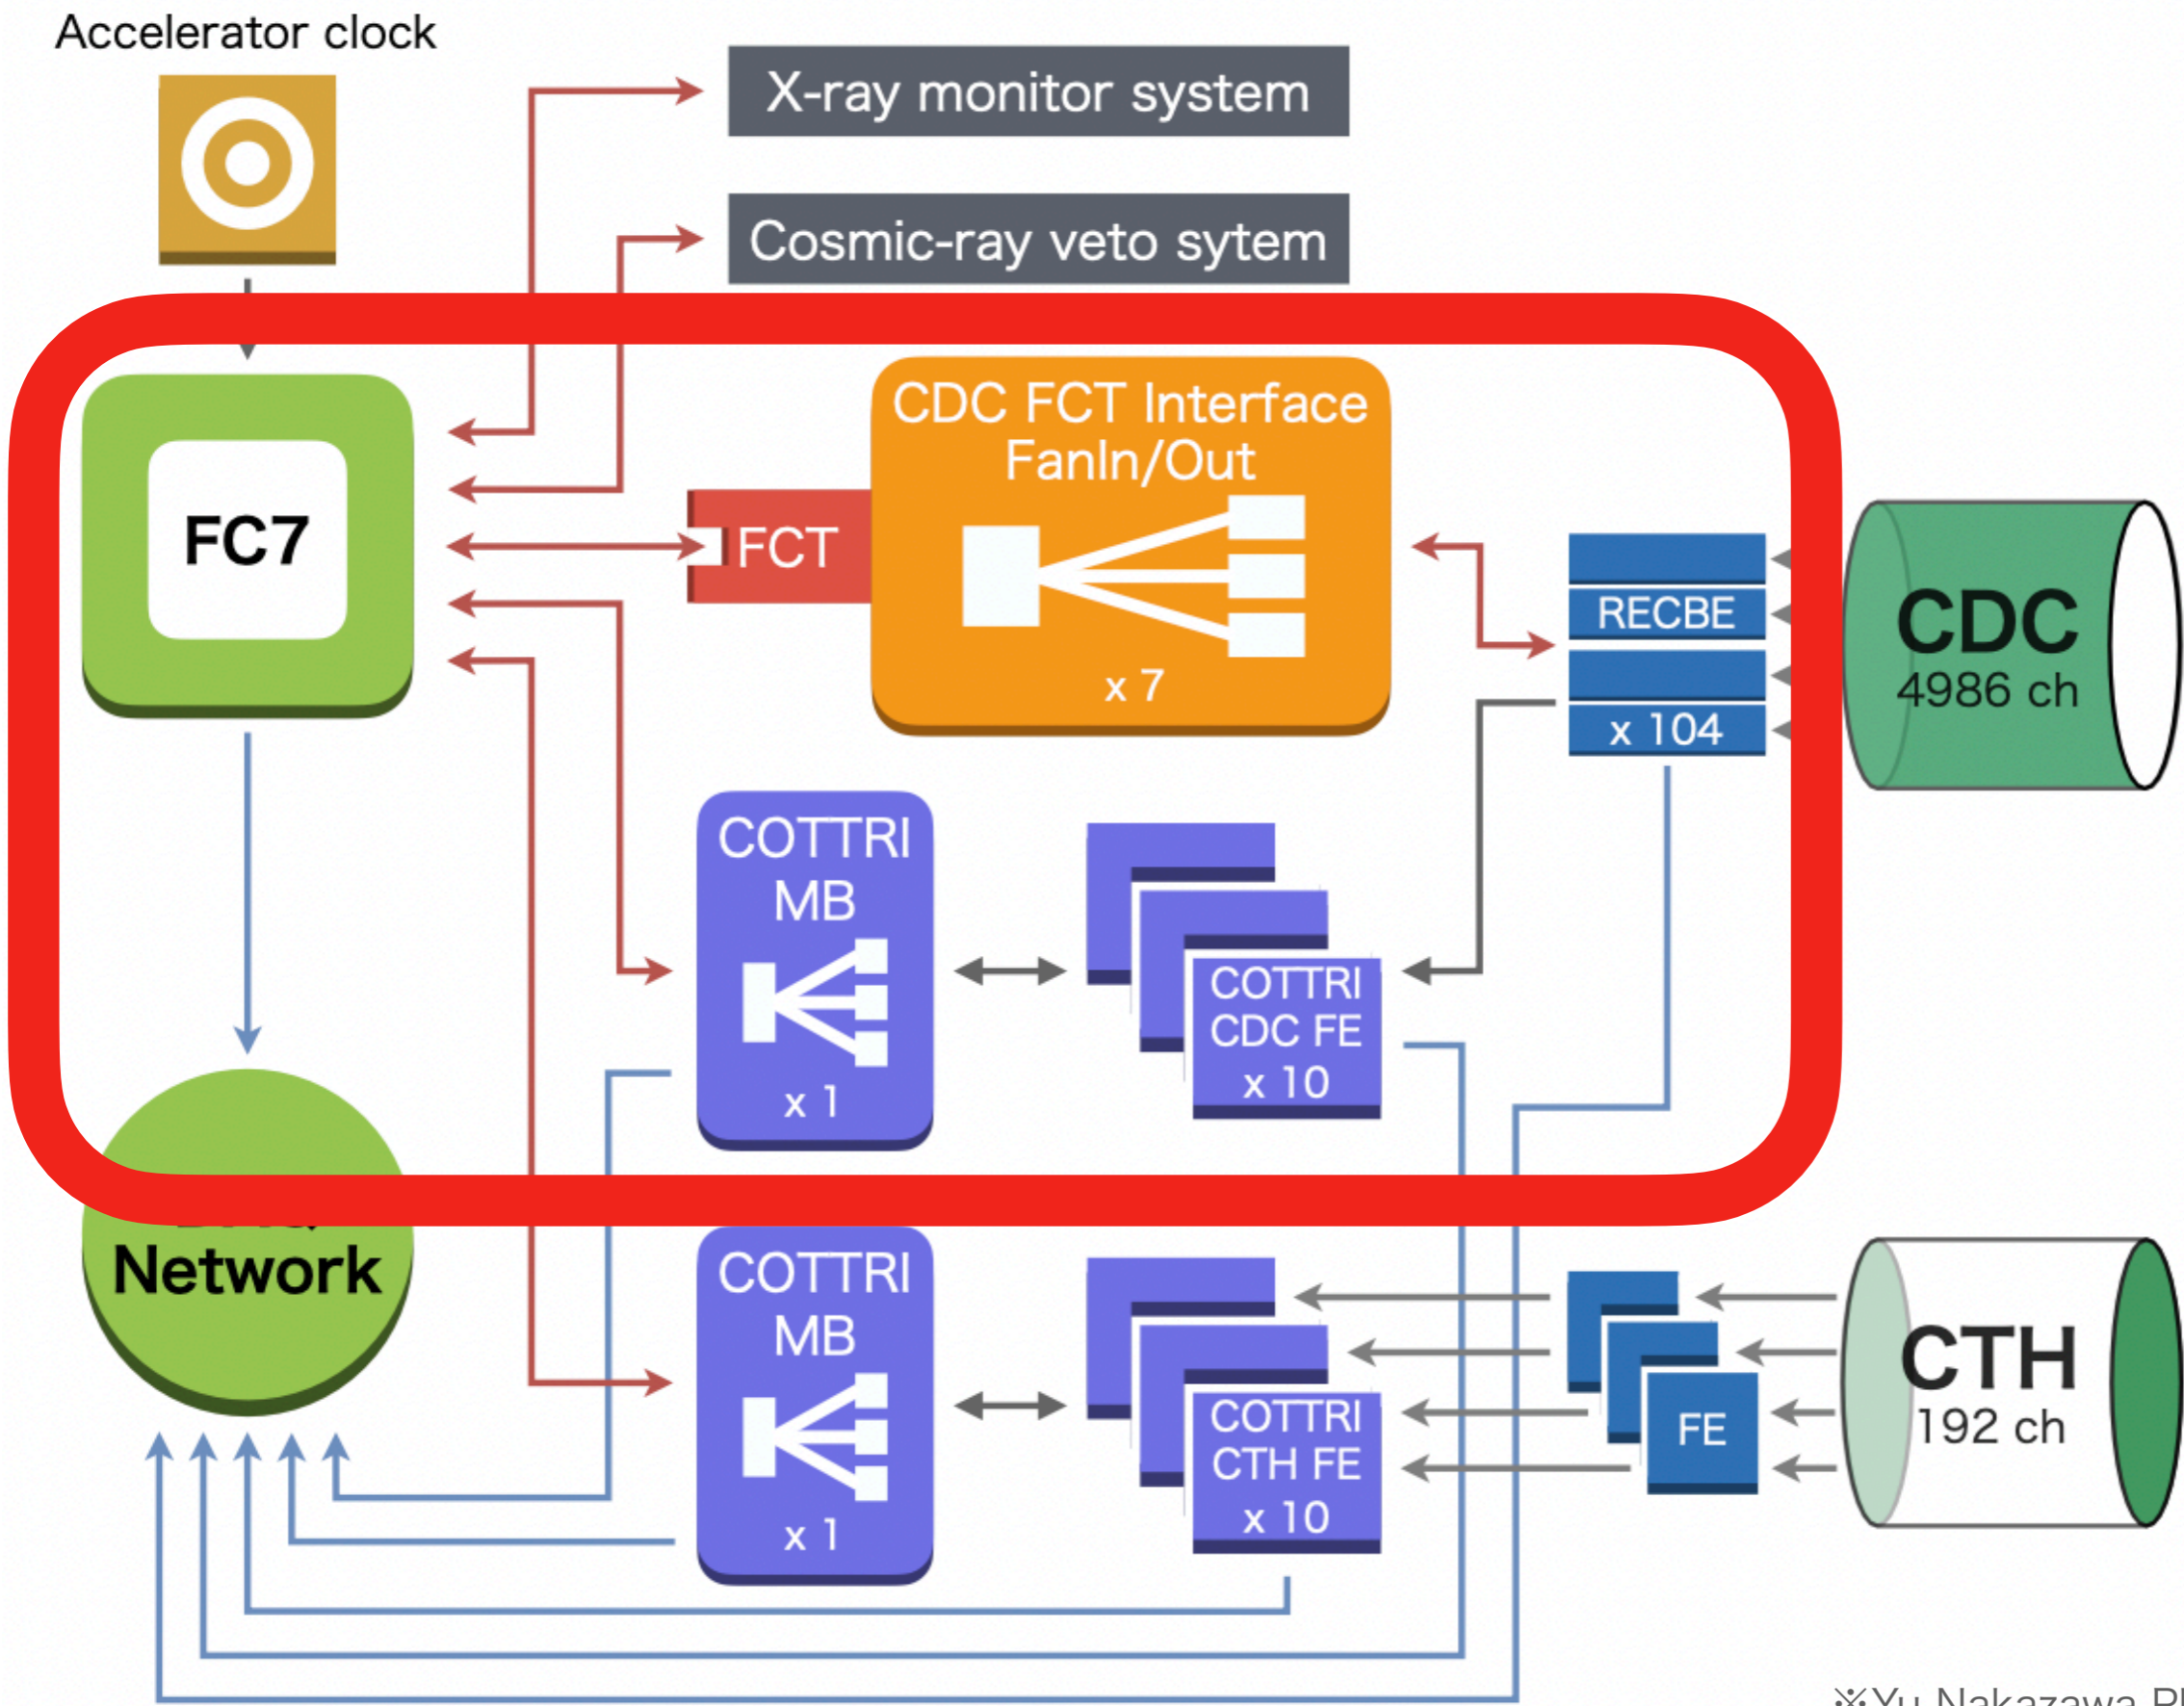 Accelerator clock
X-ray monitor system
Cosmic-ray veto sytem
FC7
FCT
CDC FCT Interface
FanIn/Out
x 7
RECBE
x 104
CDC
4986 ch
COTTRI
MB
x 1
COTTRI
CDC FE
x 10
Network
COTTRI
MB
x 1
COTTRI
CTH FE
x 10
FE
CTH
192 ch
※Yu Nakazawa